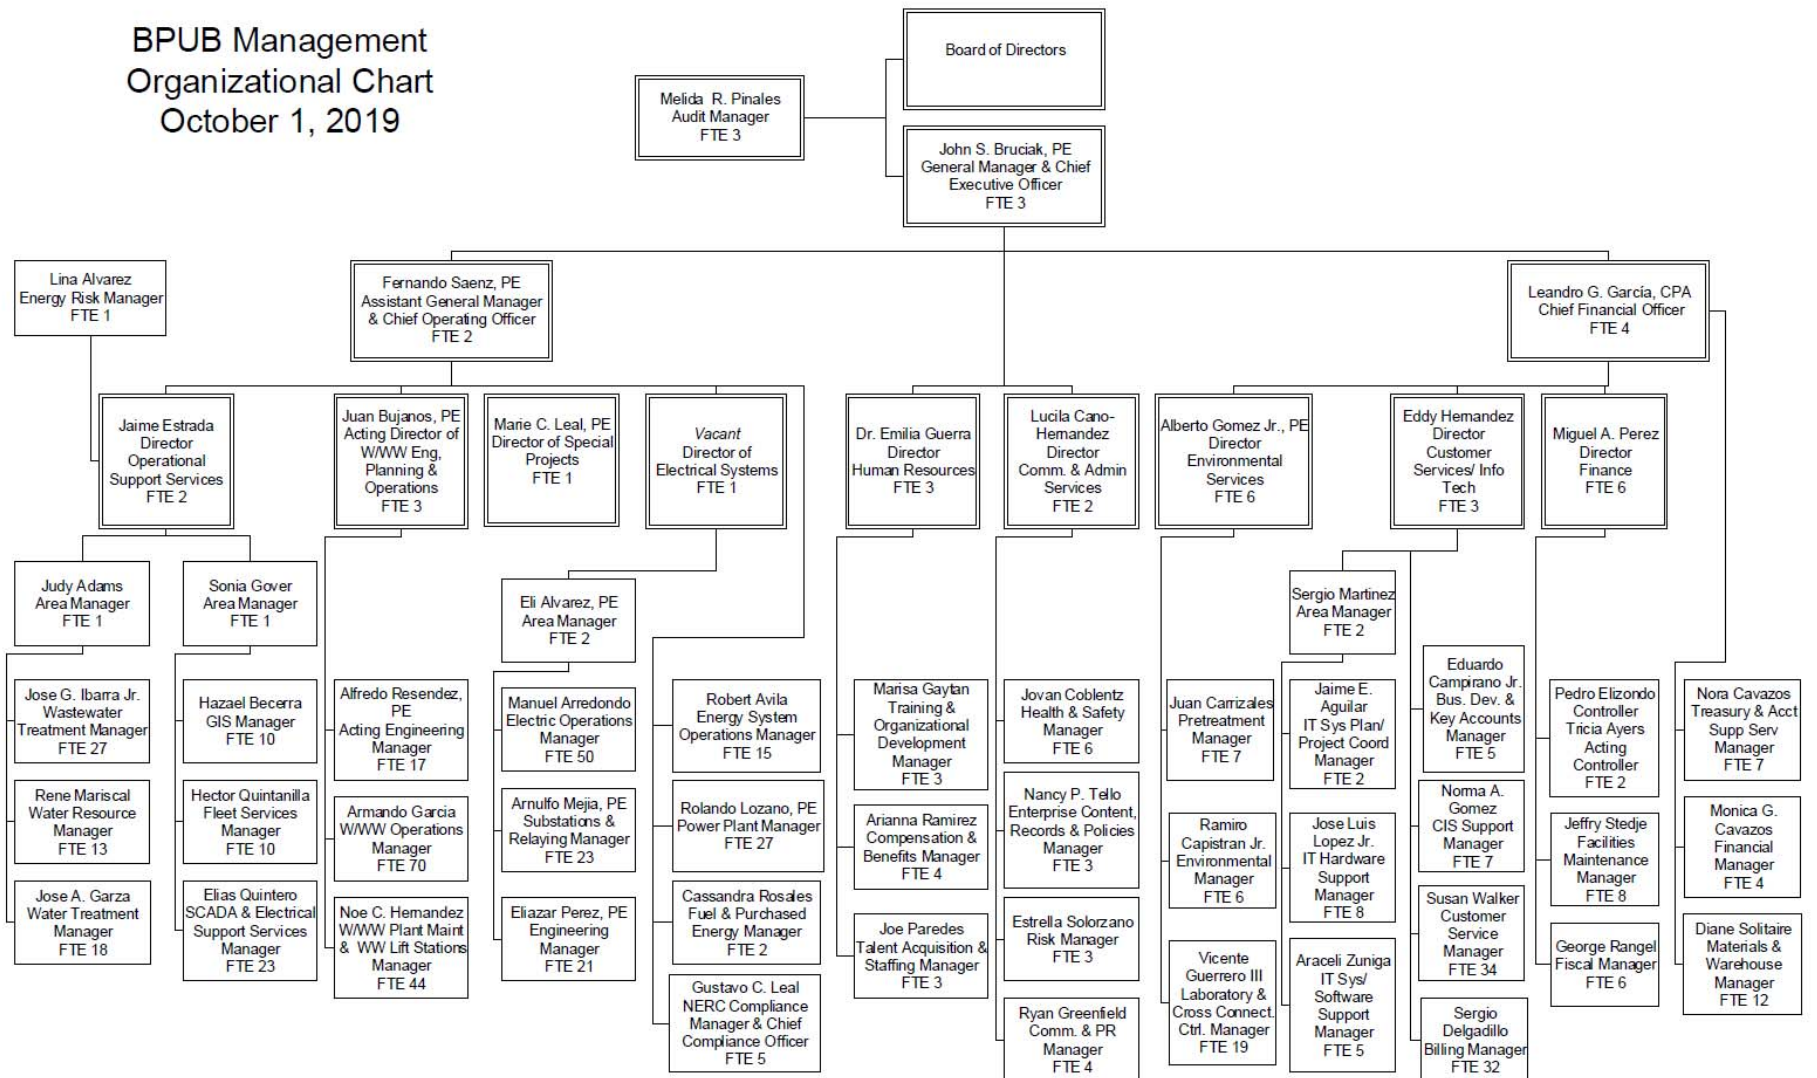 BPUB Management
Organizational Chart
October 1, 2019
Board of Directors
Melida R. Pinales
Audit Manager
FTE 3
John S. Bruciak, PE
General Manager & Chief
Executive Officer
FTE 3
Lina Alvarez
Energy Risk Manager
FTE 1
Fernando Saenz, PE
Assistant General Manager
& Chief Operating Officer
FTE 2
Leandro G. García, CPA
Chief Financial Officer
FTE 4
Jaime Estrada
Director
Operational
Support Services
FTE 2
Juan Bujanos, PE
Acting Director of
W/WW Eng,
Planning &
Operations
FTE 3
Marie C. Leal, PE
Director of Special
Projects
FTE 1
Vacant
Director of
Electrical Systems
FTE 1
Dr. Emilia Guerra
Director
Human Resources
FTE 3
Lucila Cano-
Hernandez
Director
Comm. & Admin
Services
FTE 2
Alberto Gomez Jr., PE
Director
Environmental
Services
FTE 6
Eddy Hernandez
Director
Customer
Services/ Info
Tech
FTE 3
Miguel A. Perez
Director
Finance
FTE 6
Judy Adams
Area Manager
FTE 1
Sonia Gover
Area Manager
FTE 1
Eli Alvarez, PE
Area Manager
FTE 2
Sergio Martinez
Area Manager
FTE 2
Jose G. Ibarra Jr.
Wastewater
Treatment Manager
FTE 27
Rene Mariscal
Water Resource
Manager
FTE 13
Jose A. Garza
Water Treatment
Manager
FTE 18
Hazael Becerra
GIS Manager
FTE 10
Hector Quintanilla
Fleet Services
Manager
FTE 10
Elias Quintero
SCADA & Electrical
Support Services
Manager
FTE 23
Alfredo Resendez,
PE
Acting Engineering
Manager
FTE 17
Armando Garcia
W/WW Operations
Manager
FTE 70
Noe C. Hernandez
W/WW Plant Maint
& WW Lift Stations
Manager
FTE 44
Manuel Arredondo
Electric Operations
Manager
FTE 50
Arnulfo Mejia, PE
Substations &
Relaying Manager
FTE 23
Eliazar Perez, PE
Engineering
Manager
FTE 21
Robert Avila
Energy System
Operations Manager
FTE 15
Rolando Lozano, PE
Power Plant Manager
FTE 27
Cassandra Rosales
Fuel & Purchased
Energy Manager
FTE 2
Gustavo C. Leal
NERC Compliance
Manager & Chief
Compliance Officer
FTE 5
Marisa Gaytan
Training &
Organizational
Development
Manager
FTE 3
Arianna Ramirez
Compensation &
Benefits Manager
FTE 4
Joe Paredes
Talent Acquisition &
Staffing Manager
FTE 3
Jovan Coblentz
Health & Safety
Manager
FTE 6
Nancy P. Tello
Enterprise Content,
Records & Policies
Manager
FTE 3
Estrella Solorzano
Risk Manager
FTE 3
Ryan Greenfield
Comm. & PR
Manager
FTE 4
Juan Carrizales
Pretreatment
Manager
FTE 7
Ramiro
Capistran Jr.
Environmental
Manager
FTE 6
Vicente
Guerrero III
Laboratory &
Cross Connect.
Ctrl. Manager
FTE 19
Jaime E.
Aguilar
IT Sys Plan/
Project Coord
Manager
FTE 2
Jose Luis
Lopez Jr.
IT Hardware
Support
Manager
FTE 8
Araceli Zuniga
IT Sys/
Software
Support
Manager
FTE 5
Eduardo
Campirano Jr.
Bus. Dev. &
Key Accounts
Manager
FTE 5
Norma A.
Gomez
CIS Support
Manager
FTE 7
Susan Walker
Customer
Service
Manager
FTE 34
Sergio
Delgadillo
Billing Manager
FTE 32
Pedro Elizondo
Controller
Tricia Ayers
Acting
Controller
FTE 2
Jeffry Stedje
Facilities
Maintenance
Manager
FTE 8
George Rangel
Fiscal Manager
FTE 6
Nora Cavazos
Treasury & Acct
Supp Serv
Manager
FTE 7
Monica G.
Cavazos
Financial
Manager
FTE 4
Diane Solitaire
Materials &
Warehouse
Manager
FTE 12